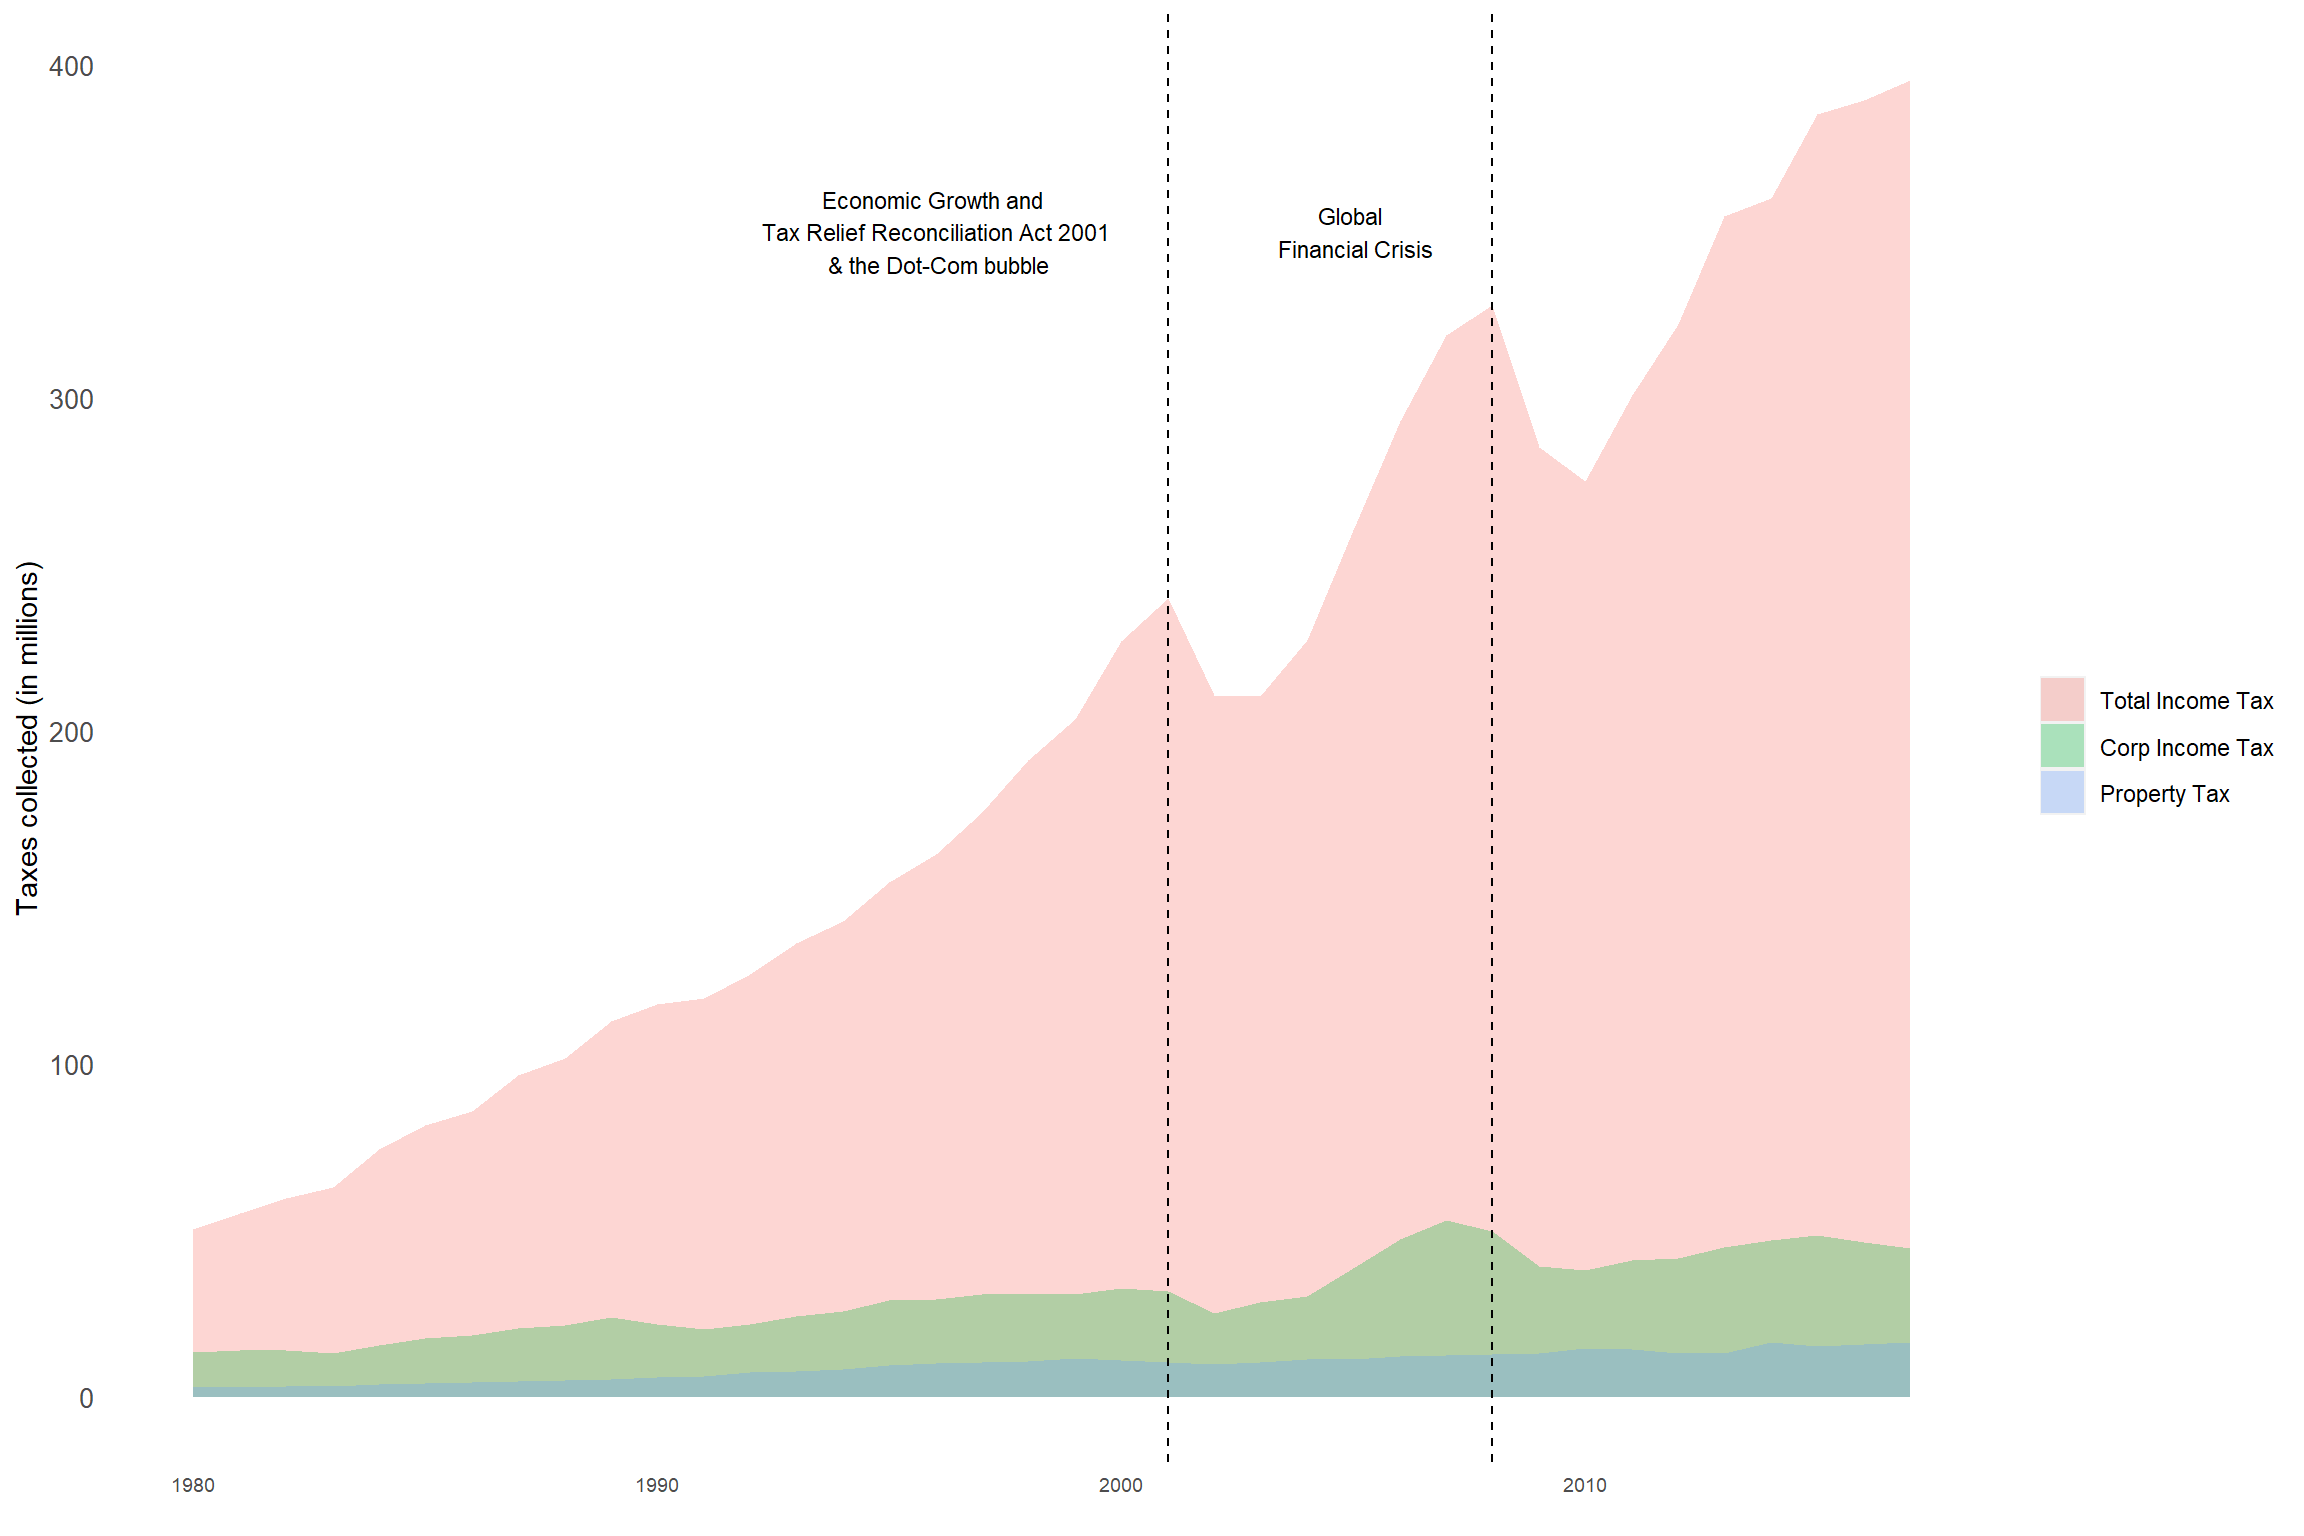 Economic Growth and
Tax Relief Reconciliation Act 2001
& the Dot-Com bubble
Global
Financial Crisis
Taxes collected (in millions)
400
300
200
100
0
1980
1990
2000
2010
Total Income Tax
Corp Income Tax
Property Tax